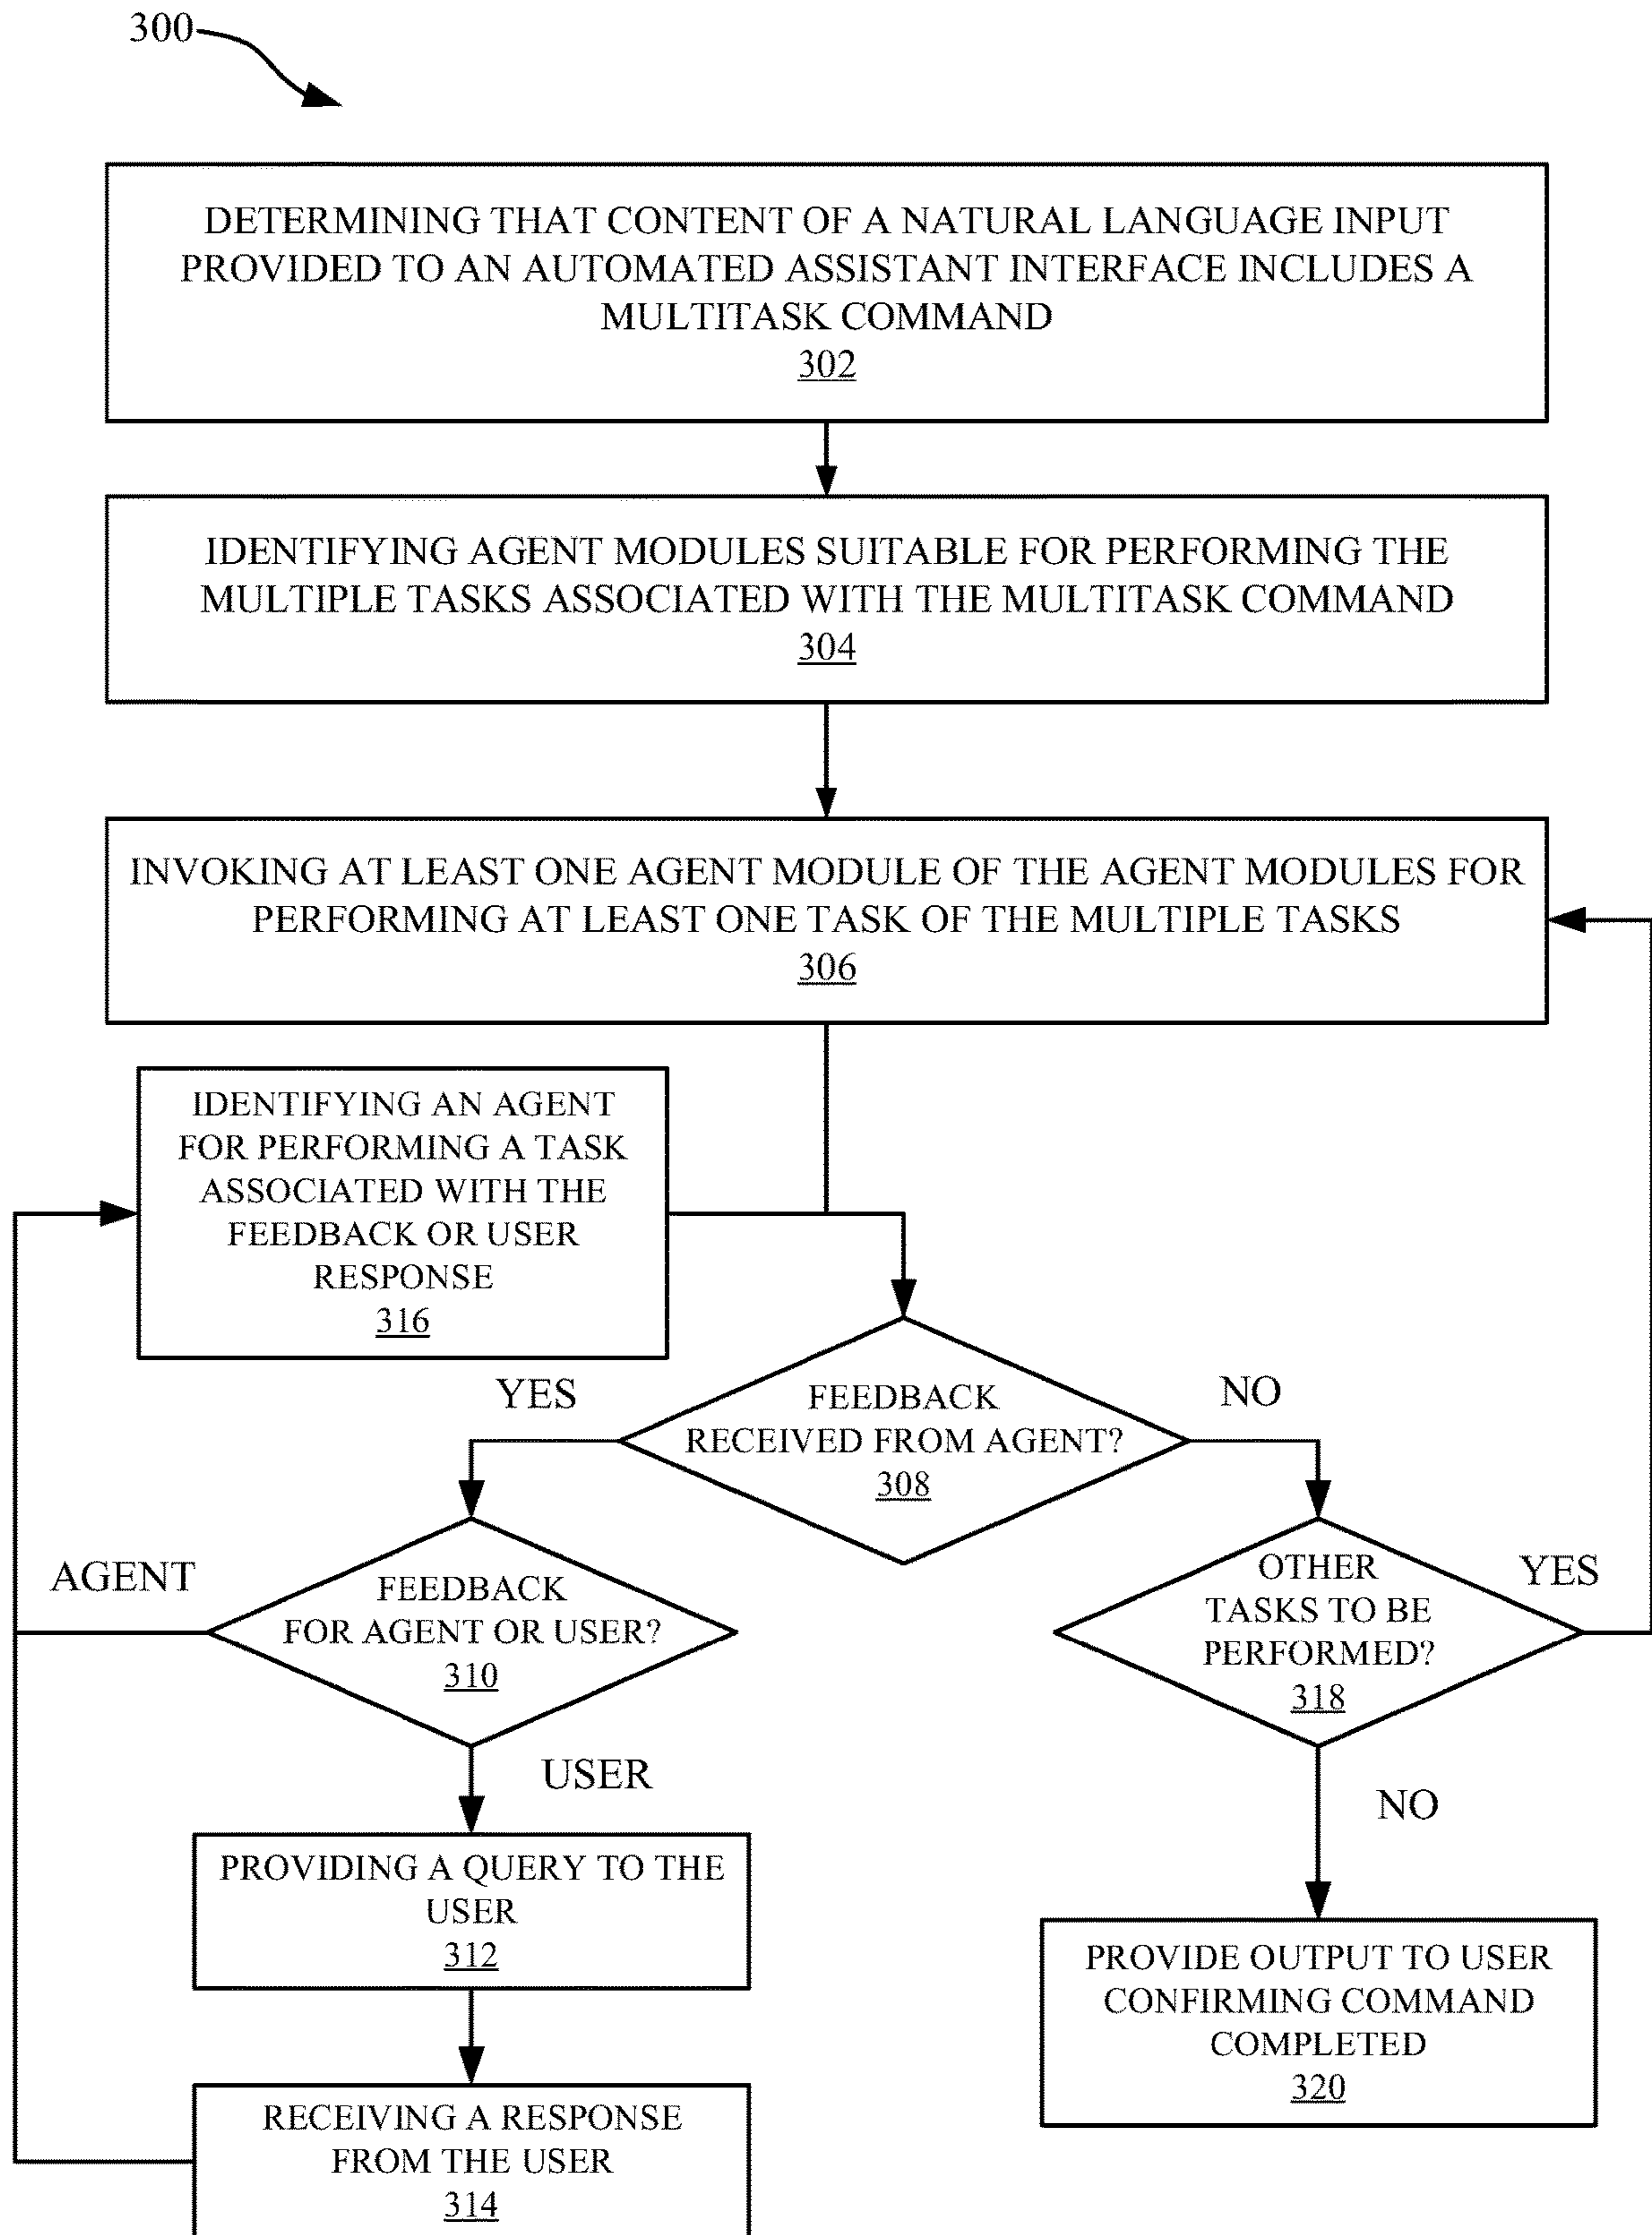 300
DETERMINING THAT CONTENT OF A NATURAL LANGUAGE INPUT
PROVIDED TO AN AUTOMATED ASSISTANT INTERFACE INCLUDES A
MULTITASK COMMAND
302
IDENTIFYING AGENT MODULES SUITABLE FOR PERFORMING THE
MULTIPLE TASKS ASSOCIATED WITH THE MULTITASK COMMAND
304
INVOKING AT LEAST ONE AGENT MODULE OF THE AGENT MODULES FOR
PERFORMING AT LEAST ONE TASK OF THE MULTIPLE TASKS
306
IDENTIFYING AN AGENT
FOR PERFORMING A TASK
ASSOCIATED WITH THE
FEEDBACK OR USER
RESPONSE
316
YES
FEEDBACK
RECEIVED FROM AGENT?
308
NO
AGENT
FEEDBACK
FOR AGENT OR USER?
310
OTHER
TASKS TO BE
PERFORMED?
318
YES
USER
NO
PROVIDING A QUERY TO THE
USER
312
PROVIDE OUTPUT TO USER
CONFIRMING COMMAND
COMPLETED
320
RECEIVING A RESPONSE
FROM THE USER
314